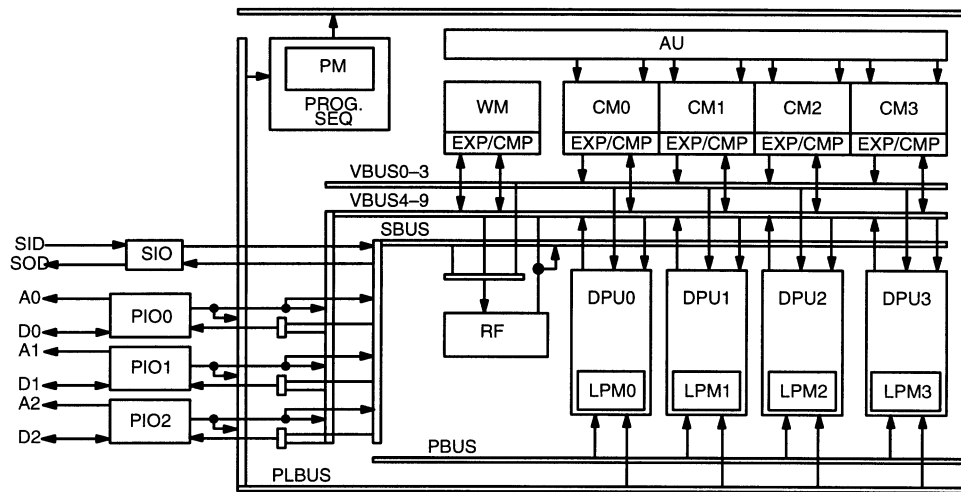 AU
PM
PROG.
SEQ
WM
CM0
CM1
CM2
CM3
EXP/CMP
EXP/CMP
EXP/CMP
EXP/CMP
EXP/CMP
VBUS0–3
VBUS4–9
SBUS
SID
SOD
SIO
A0
D0
PIO0
A1
D1
PIO1
A2
D2
PIO2
RF
DPU0
DPU1
DPU2
DPU3
LPM0
LPM1
LPM2
LPM3
PBUS
PLBUS